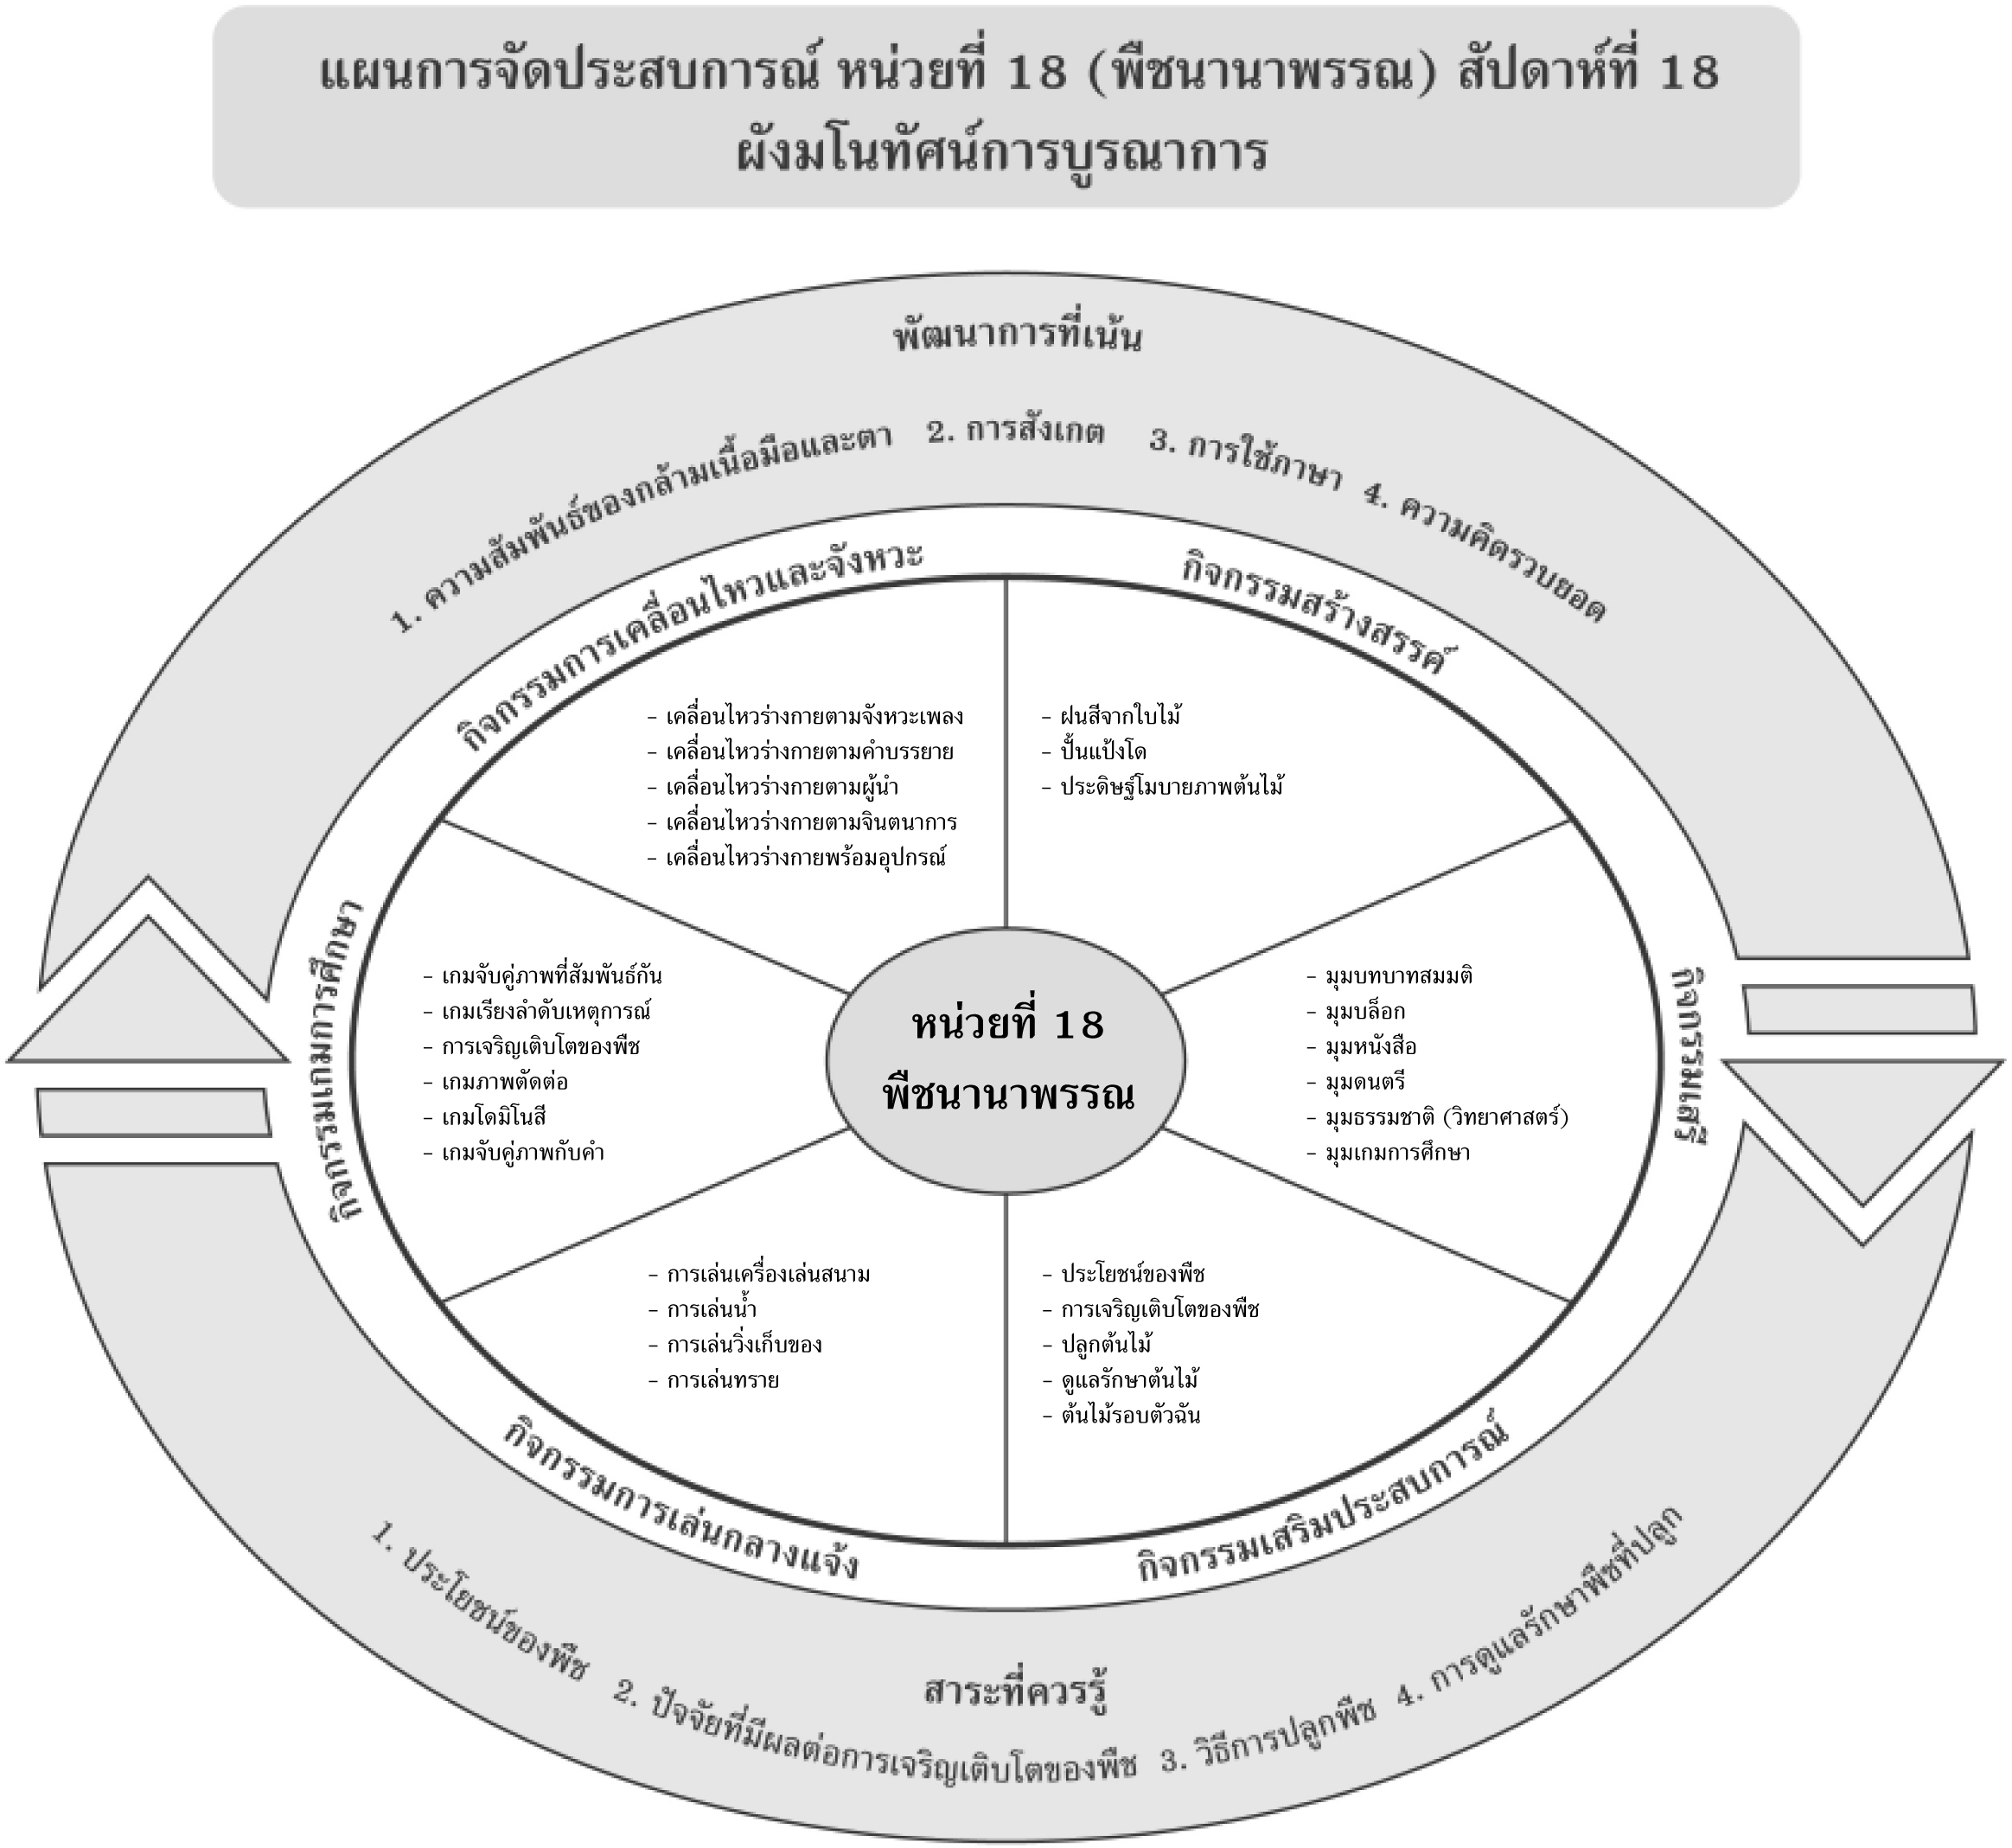 แผนการจัดประสบการณ์ หน่วยที่ 18 (พืชนานาพรรณ) สัปดาห์ที่ 18
ผังมโนทัศน์การบูรณาการ
พัฒนาการที่เน้น
1. ความสัมพันธ์ของกล้ามเนื้อมือและตา 2. การสังเกต 3. การใช้ภาษา 4. ความคิดรวบยอด
กิจกรรมการเคลื่อนไหวและจังหวะ
- เคลื่อนไหวร่างกายตามจังหวะเพลง
- เคลื่อนไหวร่างกายตามคำบรรยาย
- เคลื่อนไหวร่างกายตามผู้นำ
- เคลื่อนไหวร่างกายตามจินตนาการ
- เคลื่อนไหวร่างกายพร้อมอุปกรณ์
กิจกรรมสร้างสรรค์
- ฝนสีจากใบไม้
- ปั้นแป้งโด
- ประดิษฐ์โมบายภาพต้นไม้
กิจกรรมเกมการศึกษา
- เกมจับคู่ภาพที่สัมพันธ์กัน
- เกมเรียงลำดับเหตุการณ์
- การเจริญเติบโตของพืช
- เกมภาพตัดต่อ
- เกมโดมิโนสี
- เกมจับคู่ภาพกับคำ
หน่วยที่ 18
พืชนานาพรรณ
กิจกรรมเสรี
- มุมบทบาทสมมติ
- มุมบล็อก
- มุมหนังสือ
- มุมดนตรี
- มุมธรรมชาติ (วิทยาศาสตร์)
- มุมเกมการศึกษา
กิจกรรมการเล่นกลางแจ้ง
- การเล่นเครื่องเล่นสนาม
- การเล่นน้ำ
- การเล่นวิ่งเก็บของ
- การเล่นทราย
กิจกรรมเสริมประสบการณ์
- ประโยชน์ของพืช
- การเจริญเติบโตของพืช
- ปลูกต้นไม้
- ดูแลรักษาต้นไม้
- ต้นไม้รอบตัวฉัน
สาระที่ควรรู้
1. ประโยชน์ของพืช 2. ปัจจัยที่มีผลต่อการเจริญเติบโตของพืช 3. วิธีการปลูกพืช 4. การดูแลรักษาพืชที่ปลูก